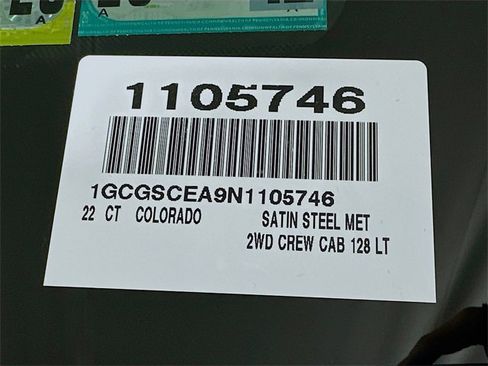 A
A
1105746
1GCGSCEA9N1105746
22 CT COLORADO SATIN STEEL MET
2WD CREW CAB 128 LT